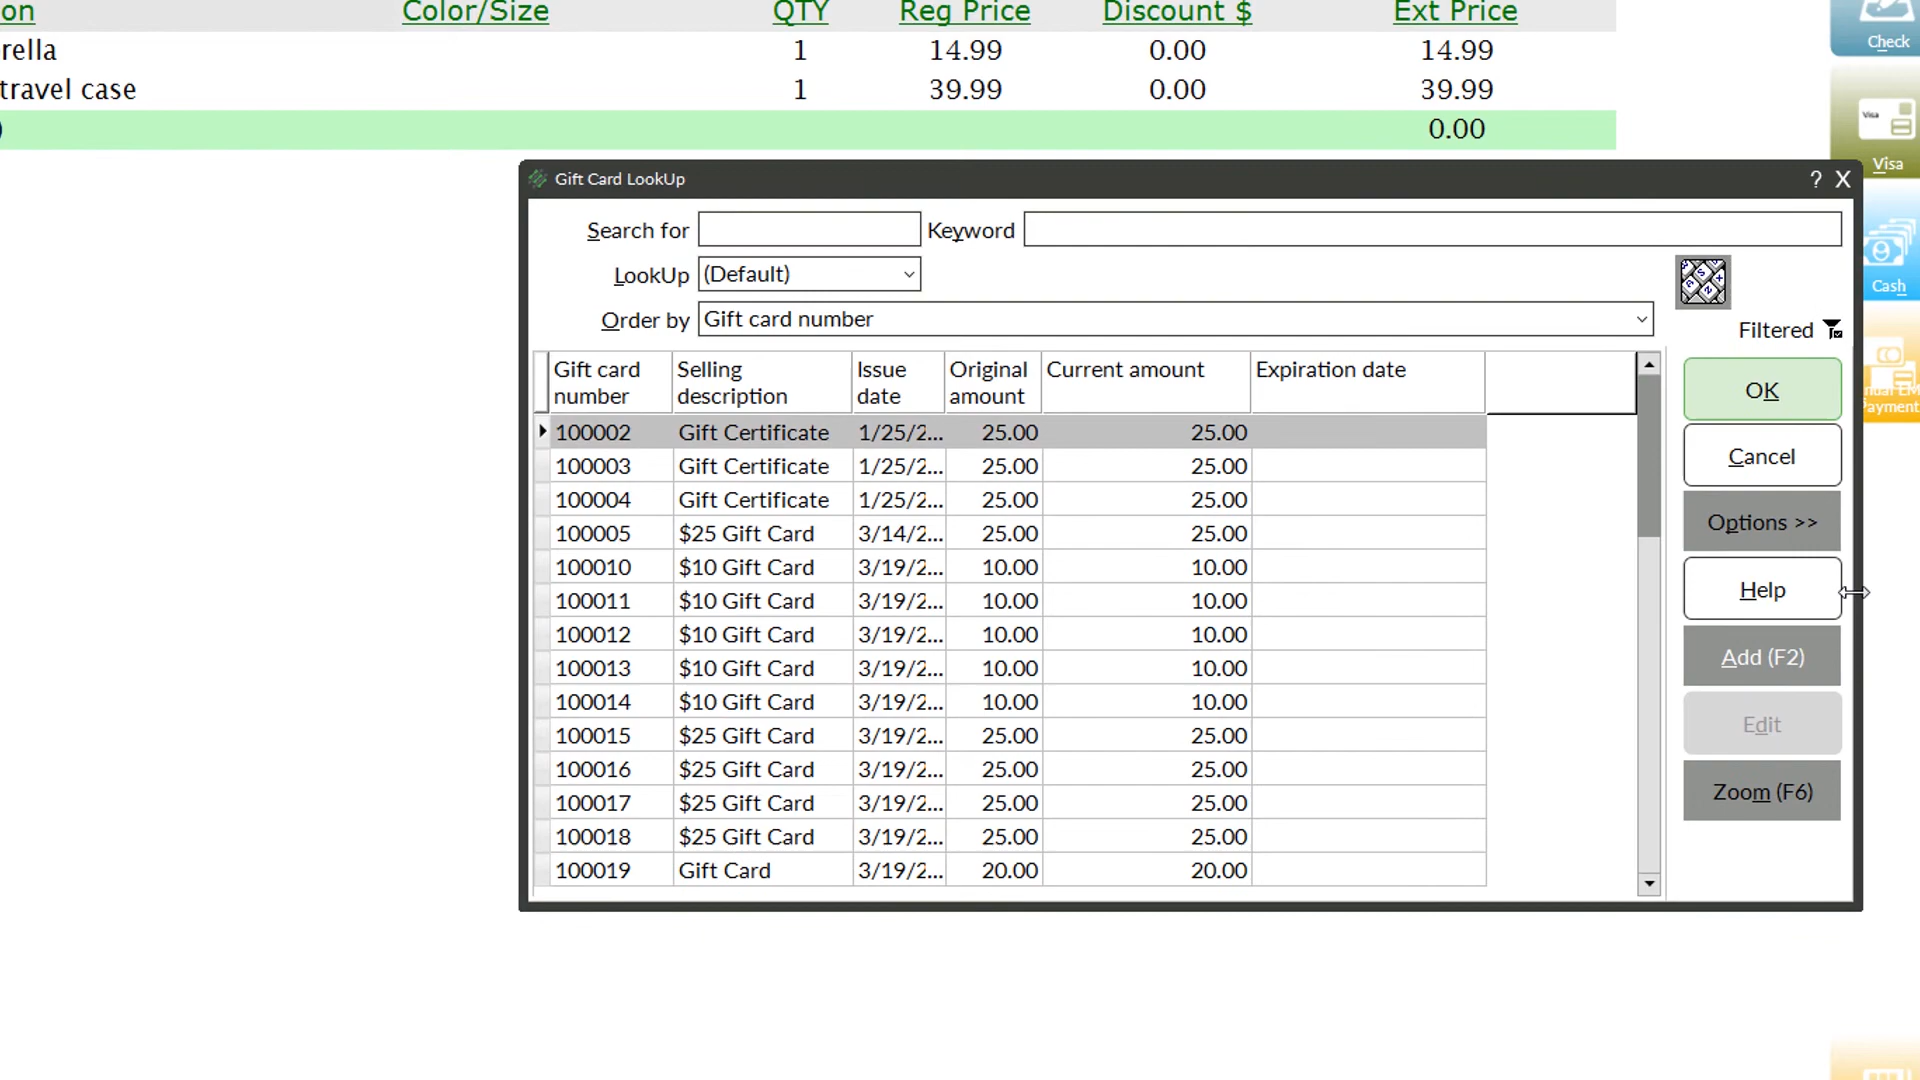 on Color/Size QTY Reg Price Discount $ Ext Price
rella 1 14.99 0.00 14.99
travel case 1 39.99 0.00 39.99
) 0.00
Check
Visa
Visa
Cash
Payment
Gift Card LookUp ? X
Search for Keyword
LookUp (Default)
Order by Gift card number
Filtered
Gift card number Selling description Issue date Original amount Current amount Expiration date
100002 Gift Certificate 1/25/2... 25.00 25.00
100003 Gift Certificate 1/25/2... 25.00 25.00
100004 Gift Certificate 1/25/2... 25.00 25.00
100005 $25 Gift Card 3/14/2... 25.00 25.00
100010 $10 Gift Card 3/19/2... 10.00 10.00
100011 $10 Gift Card 3/19/2... 10.00 10.00
100012 $10 Gift Card 3/19/2... 10.00 10.00
100013 $10 Gift Card 3/19/2... 10.00 10.00
100014 $10 Gift Card 3/19/2... 10.00 10.00
100015 $25 Gift Card 3/19/2... 25.00 25.00
100016 $25 Gift Card 3/19/2... 25.00 25.00
100017 $25 Gift Card 3/19/2... 25.00 25.00
100018 $25 Gift Card 3/19/2... 25.00 25.00
100019 Gift Card 3/19/2... 20.00 20.00
OK
Cancel
Options >>
Help
Add (F2)
Edit
Zoom (F6)